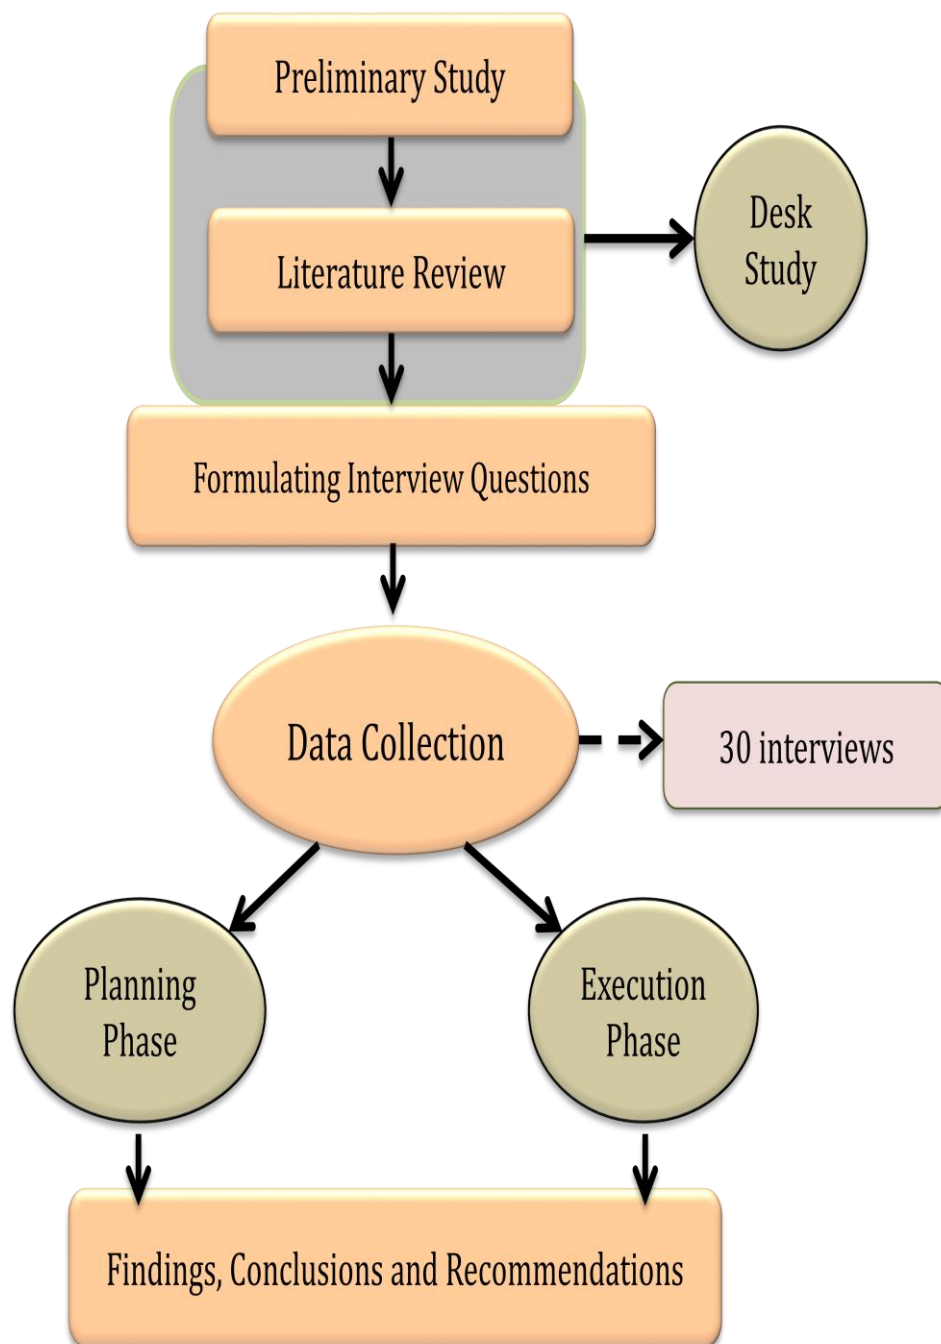 Preliminary Study
Literature Review
Desk
Study
Formulating Interview Questions
Data Collection
30 interviews
Planning
Phase
Execution
Phase
Findings, Conclusions and Recommendations